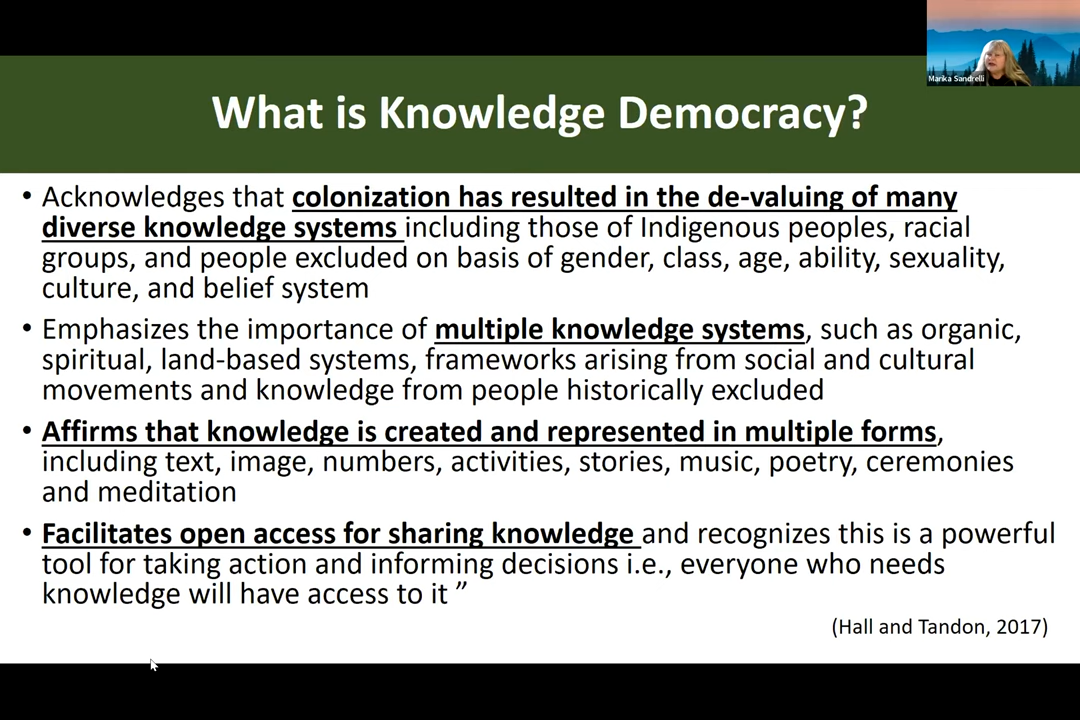 Marika Sandrelli
What is Knowledge Democracy?
• Acknowledges that colonization has resulted in the de-valuing of many
diverse knowledge systems including those of Indigenous peoples, racial
groups, and people excluded on basis of gender, class, age, ability, sexuality,
culture, and belief system
• Emphasizes the importance of multiple knowledge systems, such as organic,
spiritual, land-based systems, frameworks arising from social and cultural
movements and knowledge from people historically excluded
• Affirms that knowledge is created and represented in multiple forms,
including text, image, numbers, activities, stories, music, poetry, ceremonies
and meditation
• Facilitates open access for sharing knowledge and recognizes this is a powerful
tool for taking action and informing decisions i.e., everyone who needs
knowledge will have access to it ”
(Hall and Tandon, 2017)